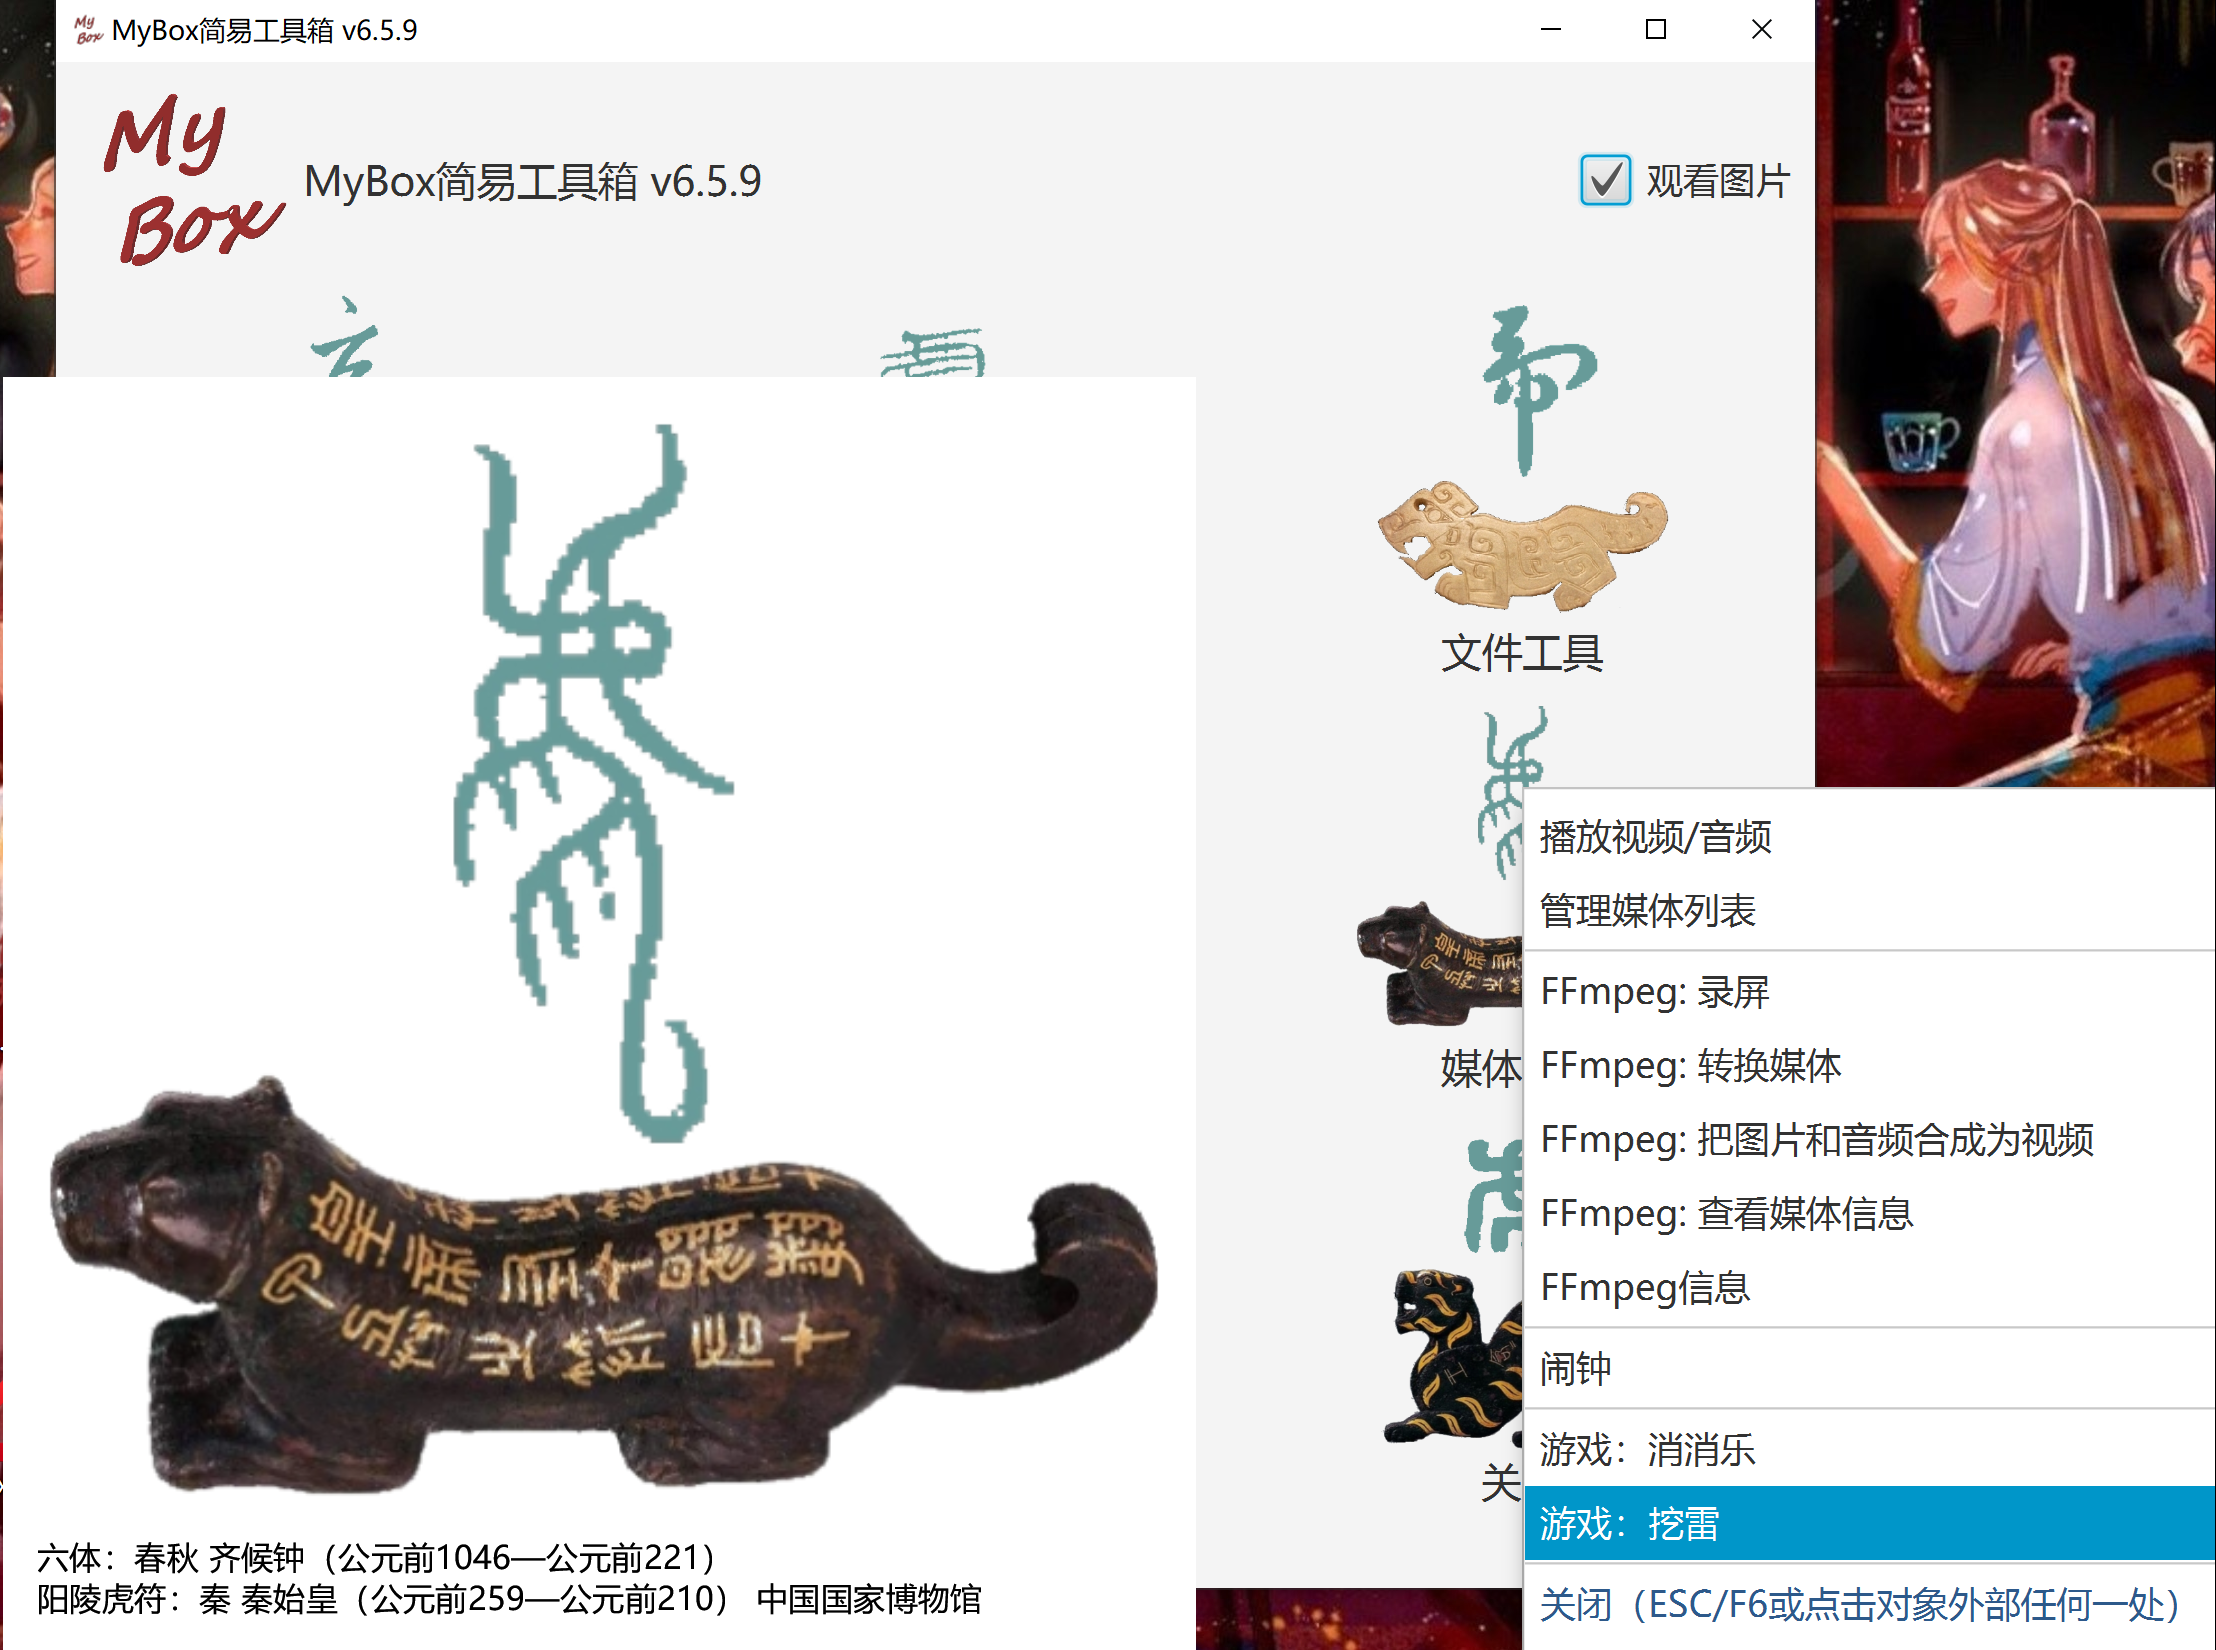 MyBox简易工具箱 v6.5.9
My
Box
MyBox简易工具箱 v6.5.9
观看图片
文件工具
媒体
关
播放视频/音频
管理媒体列表
FFmpeg: 录屏
FFmpeg: 转换媒体
FFmpeg: 把图片和音频合成为视频
FFmpeg: 查看媒体信息
FFmpeg信息
闹钟
游戏：消消乐
游戏：挖雷
关闭（ESC/F6或点击对象外部任何一处）
六体：春秋 齐候钟（公元前1046—公元前221）
阳陵虎符：秦 秦始皇（公元前259—公元前210） 中国国家博物馆